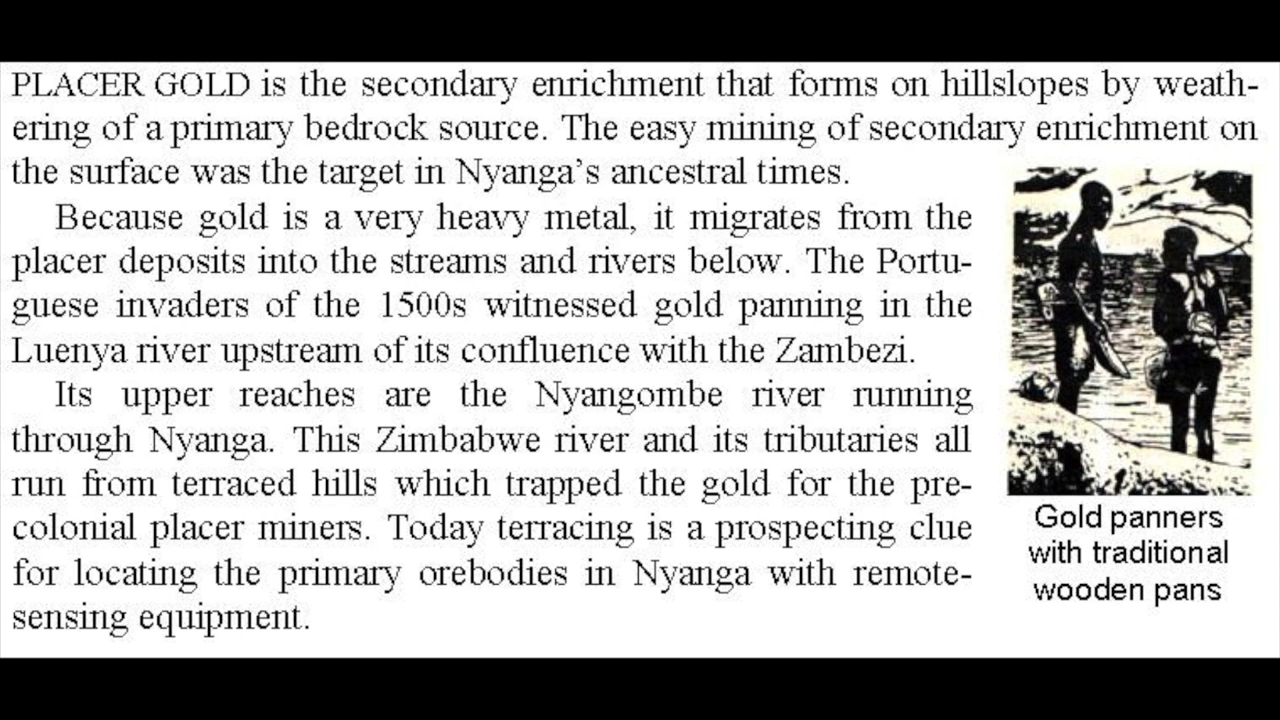 PLACER GOLD is the secondary enrichment that forms on hillslopes by weath-
ering of a primary bedrock source. The easy mining of secondary enrichment on
the surface was the target in Nyanga's ancestral times.
Because gold is a very heavy metal, it migrates from the
placer deposits into the streams and rivers below. The Portu-
guese invaders of the 1500s witnessed gold panning in the
Luenya river upstream of its confluence with the Zambezi.
Its upper reaches are the Nyangombe river running
through Nyanga. This Zimbabwe river and its tributaries all
run from terraced hills which trapped the gold for the pre-
colonial placer miners. Today terracing is a prospecting clue
for locating the primary orebodies in Nyanga with remote-
sensing equipment.
Gold panners
with traditional
wooden pans